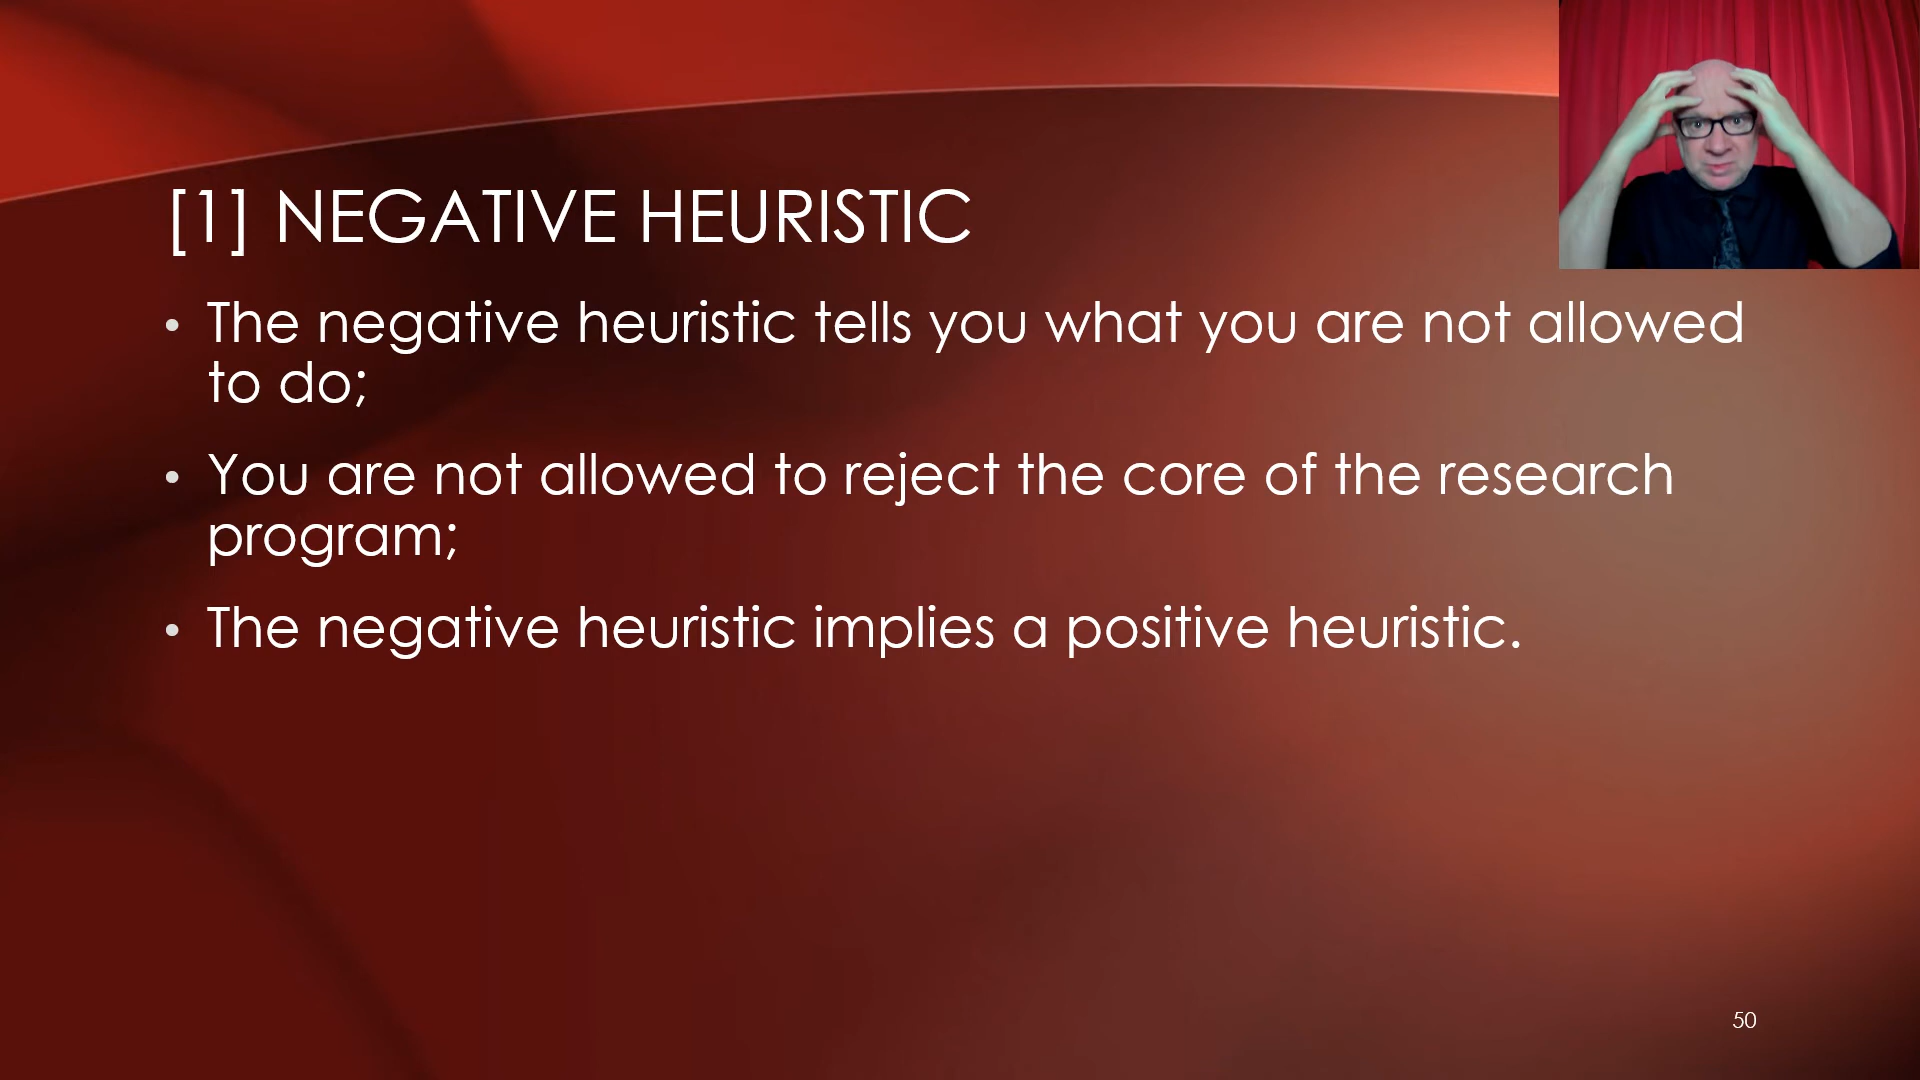 [1] NEGATIVE HEURISTIC
• The negative heuristic tells you what you are not allowed
to do;
• You are not allowed to reject the core of the research
program;
• The negative heuristic implies a positive heuristic.
50